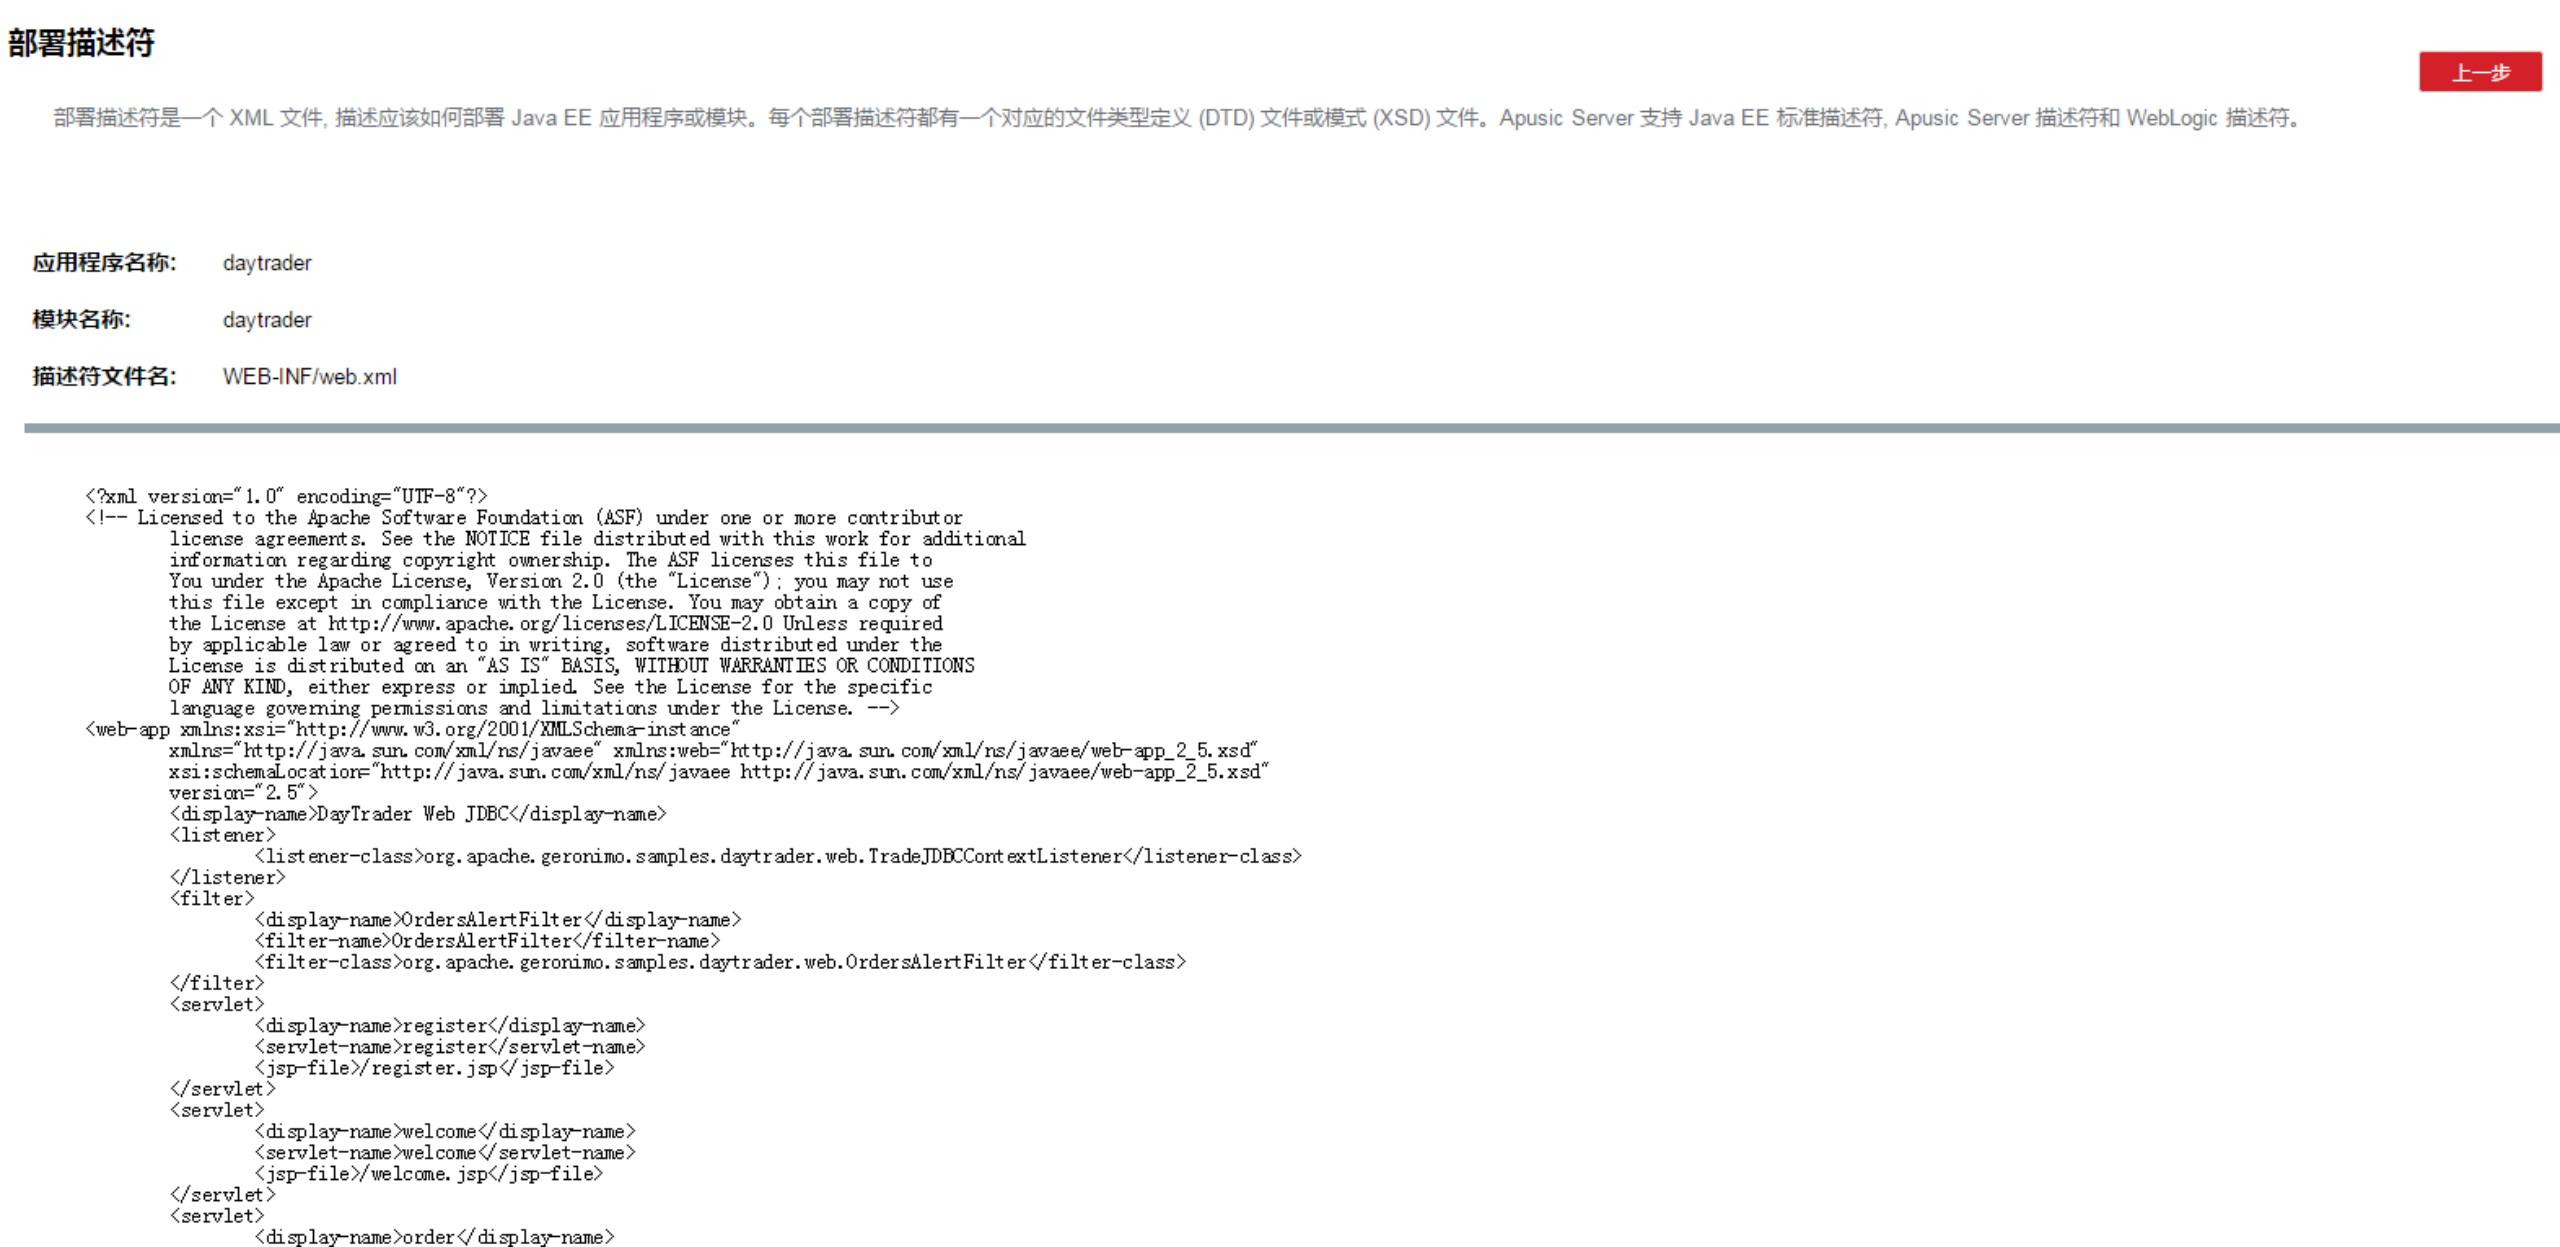 部署描述符
上一步
部署描述符是一个 XML 文件, 描述应该如何部署 Java EE 应用程序或模块。每个部署描述符都有一个对应的文件类型定义 (DTD) 文件或模式 (XSD) 文件。Apusic Server 支持 Java EE 标准描述符, Apusic Server 描述符和 WebLogic 描述符。
应用程序名称: daytrader
模块名称: daytrader
描述符文件名: WEB-INF/web.xml
<?xml version="1.0" encoding="UTF-8"?>
<!-- Licensed to the Apache Software Foundation (ASF) under one or more contributor
license agreements. See the NOTICE file distributed with this work for additional
information regarding copyright ownership. The ASF licenses this file to
You under the Apache License, Version 2.0 (the "License"); you may not use
this file except in compliance with the License. You may obtain a copy of
the License at http://www.apache.org/licenses/LICENSE-2.0 Unless required
by applicable law or agreed to in writing, software distributed under the
License is distributed on an "AS IS" BASIS, WITHOUT WARRANTIES OR CONDITIONS
OF ANY KIND, either express or implied. See the License for the specific
language governing permissions and limitations under the License. -->
<web-app xmlns:xsi="http://www.w3.org/2001/XMLSchema-instance"
xmlns="http://java.sun.com/xml/ns/javaee" xmlns:web="http://java.sun.com/xml/ns/javaee/web-app_2_5.xsd"
xsi:schemaLocation="http://java.sun.com/xml/ns/javaee http://java.sun.com/xml/ns/javaee/web-app_2_5.xsd"
version="2.5">
<display-name>DayTrader Web JDBC</display-name>
<listener>
<listener-class>org.apache.geronimo.samples.daytrader.web.TradeJDBCContextListener</listener-class>
</listener>
<filter>
<display-name>OrdersAlertFilter</display-name>
<filter-name>OrdersAlertFilter</filter-name>
<filter-class>org.apache.geronimo.samples.daytrader.web.OrdersAlertFilter</filter-class>
</filter>
<servlet>
<display-name>register</display-name>
<servlet-name>register</servlet-name>
<jsp-file>/register.jsp</jsp-file>
</servlet>
<servlet>
<display-name>welcome</display-name>
<servlet-name>welcome</servlet-name>
<jsp-file>/welcome.jsp</jsp-file>
</servlet>
<servlet>
<display-name>order</display-name>